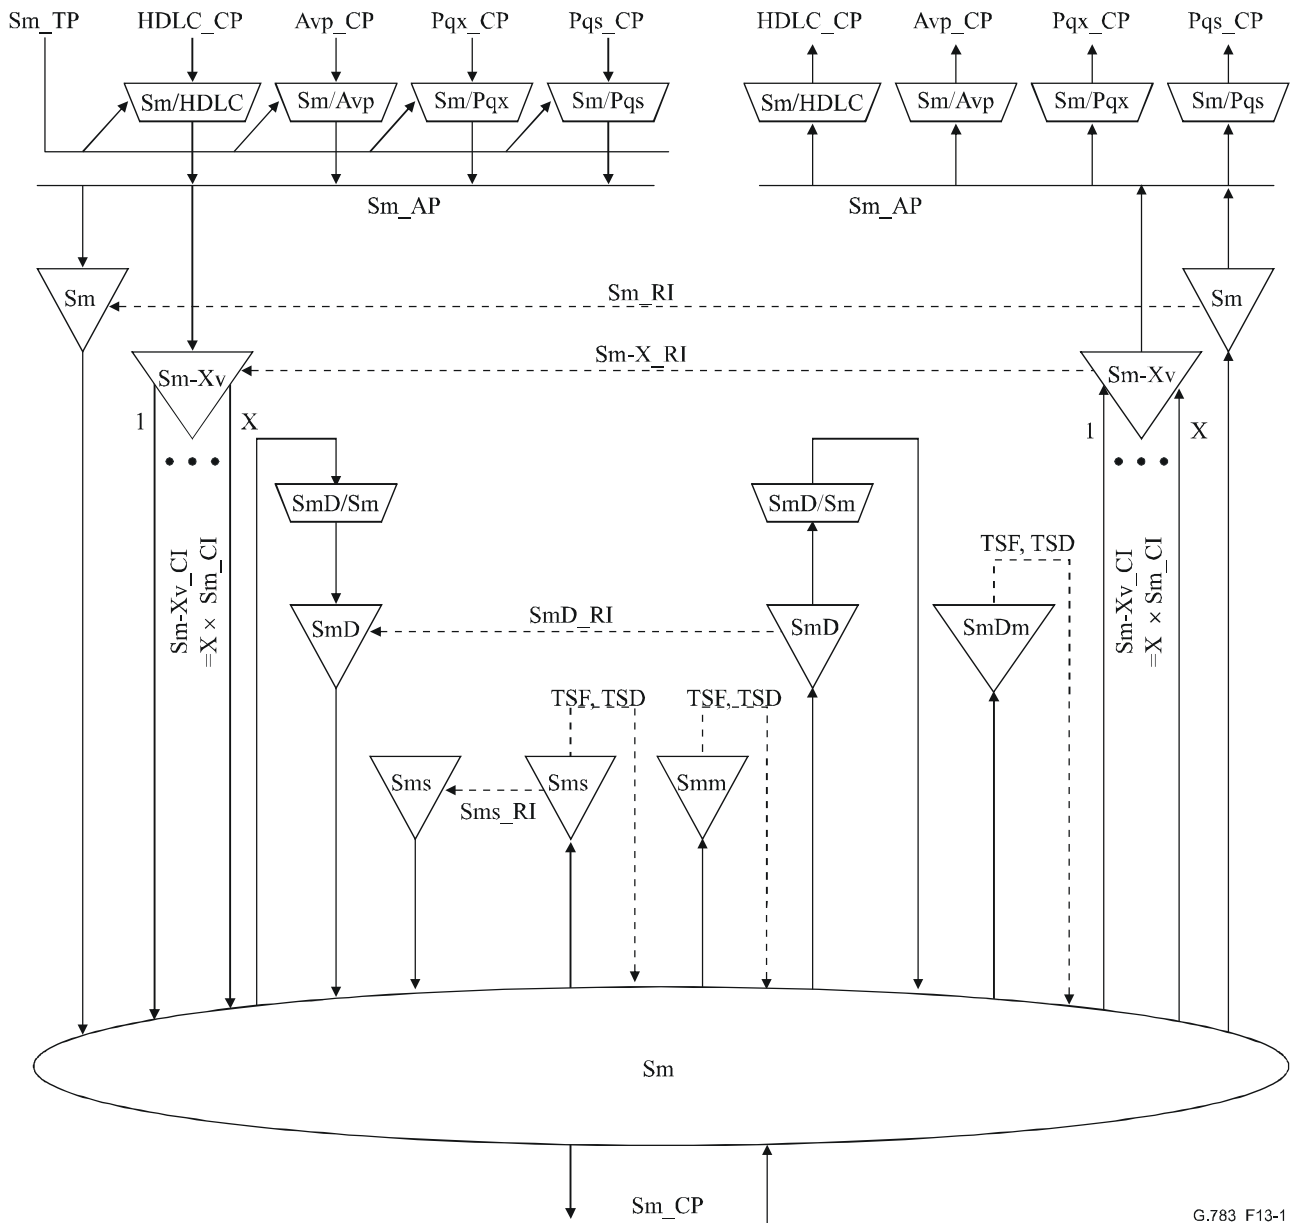 Sm_TP HDLC_CP Avp_CP Pqx_CP Pqs_CP HDLC_CP Avp_CP Pqx_CP Pqs_CP
Sm/HDLC Sm/Avp Sm/Pqx Sm/Pqs Sm/HDLC Sm/Avp Sm/Pqx Sm/Pqs
Sm_AP Sm_AP
Sm Sm_RI Sm
Sm-Xv Sm-X_RI Sm-Xv
1 X 1 X
• • • • • •
SmD/Sm SmD/Sm
Sm-Xv_CI
=X × Sm_CI
TSF, TSD
Sm-Xv_CI
=X × Sm_CI
SmD SmD_RI SmD SmDm
TSF, TSD TSF, TSD
Sms Sms Smm
Sms_RI
Sm
Sm_CP
G.783_F13-1